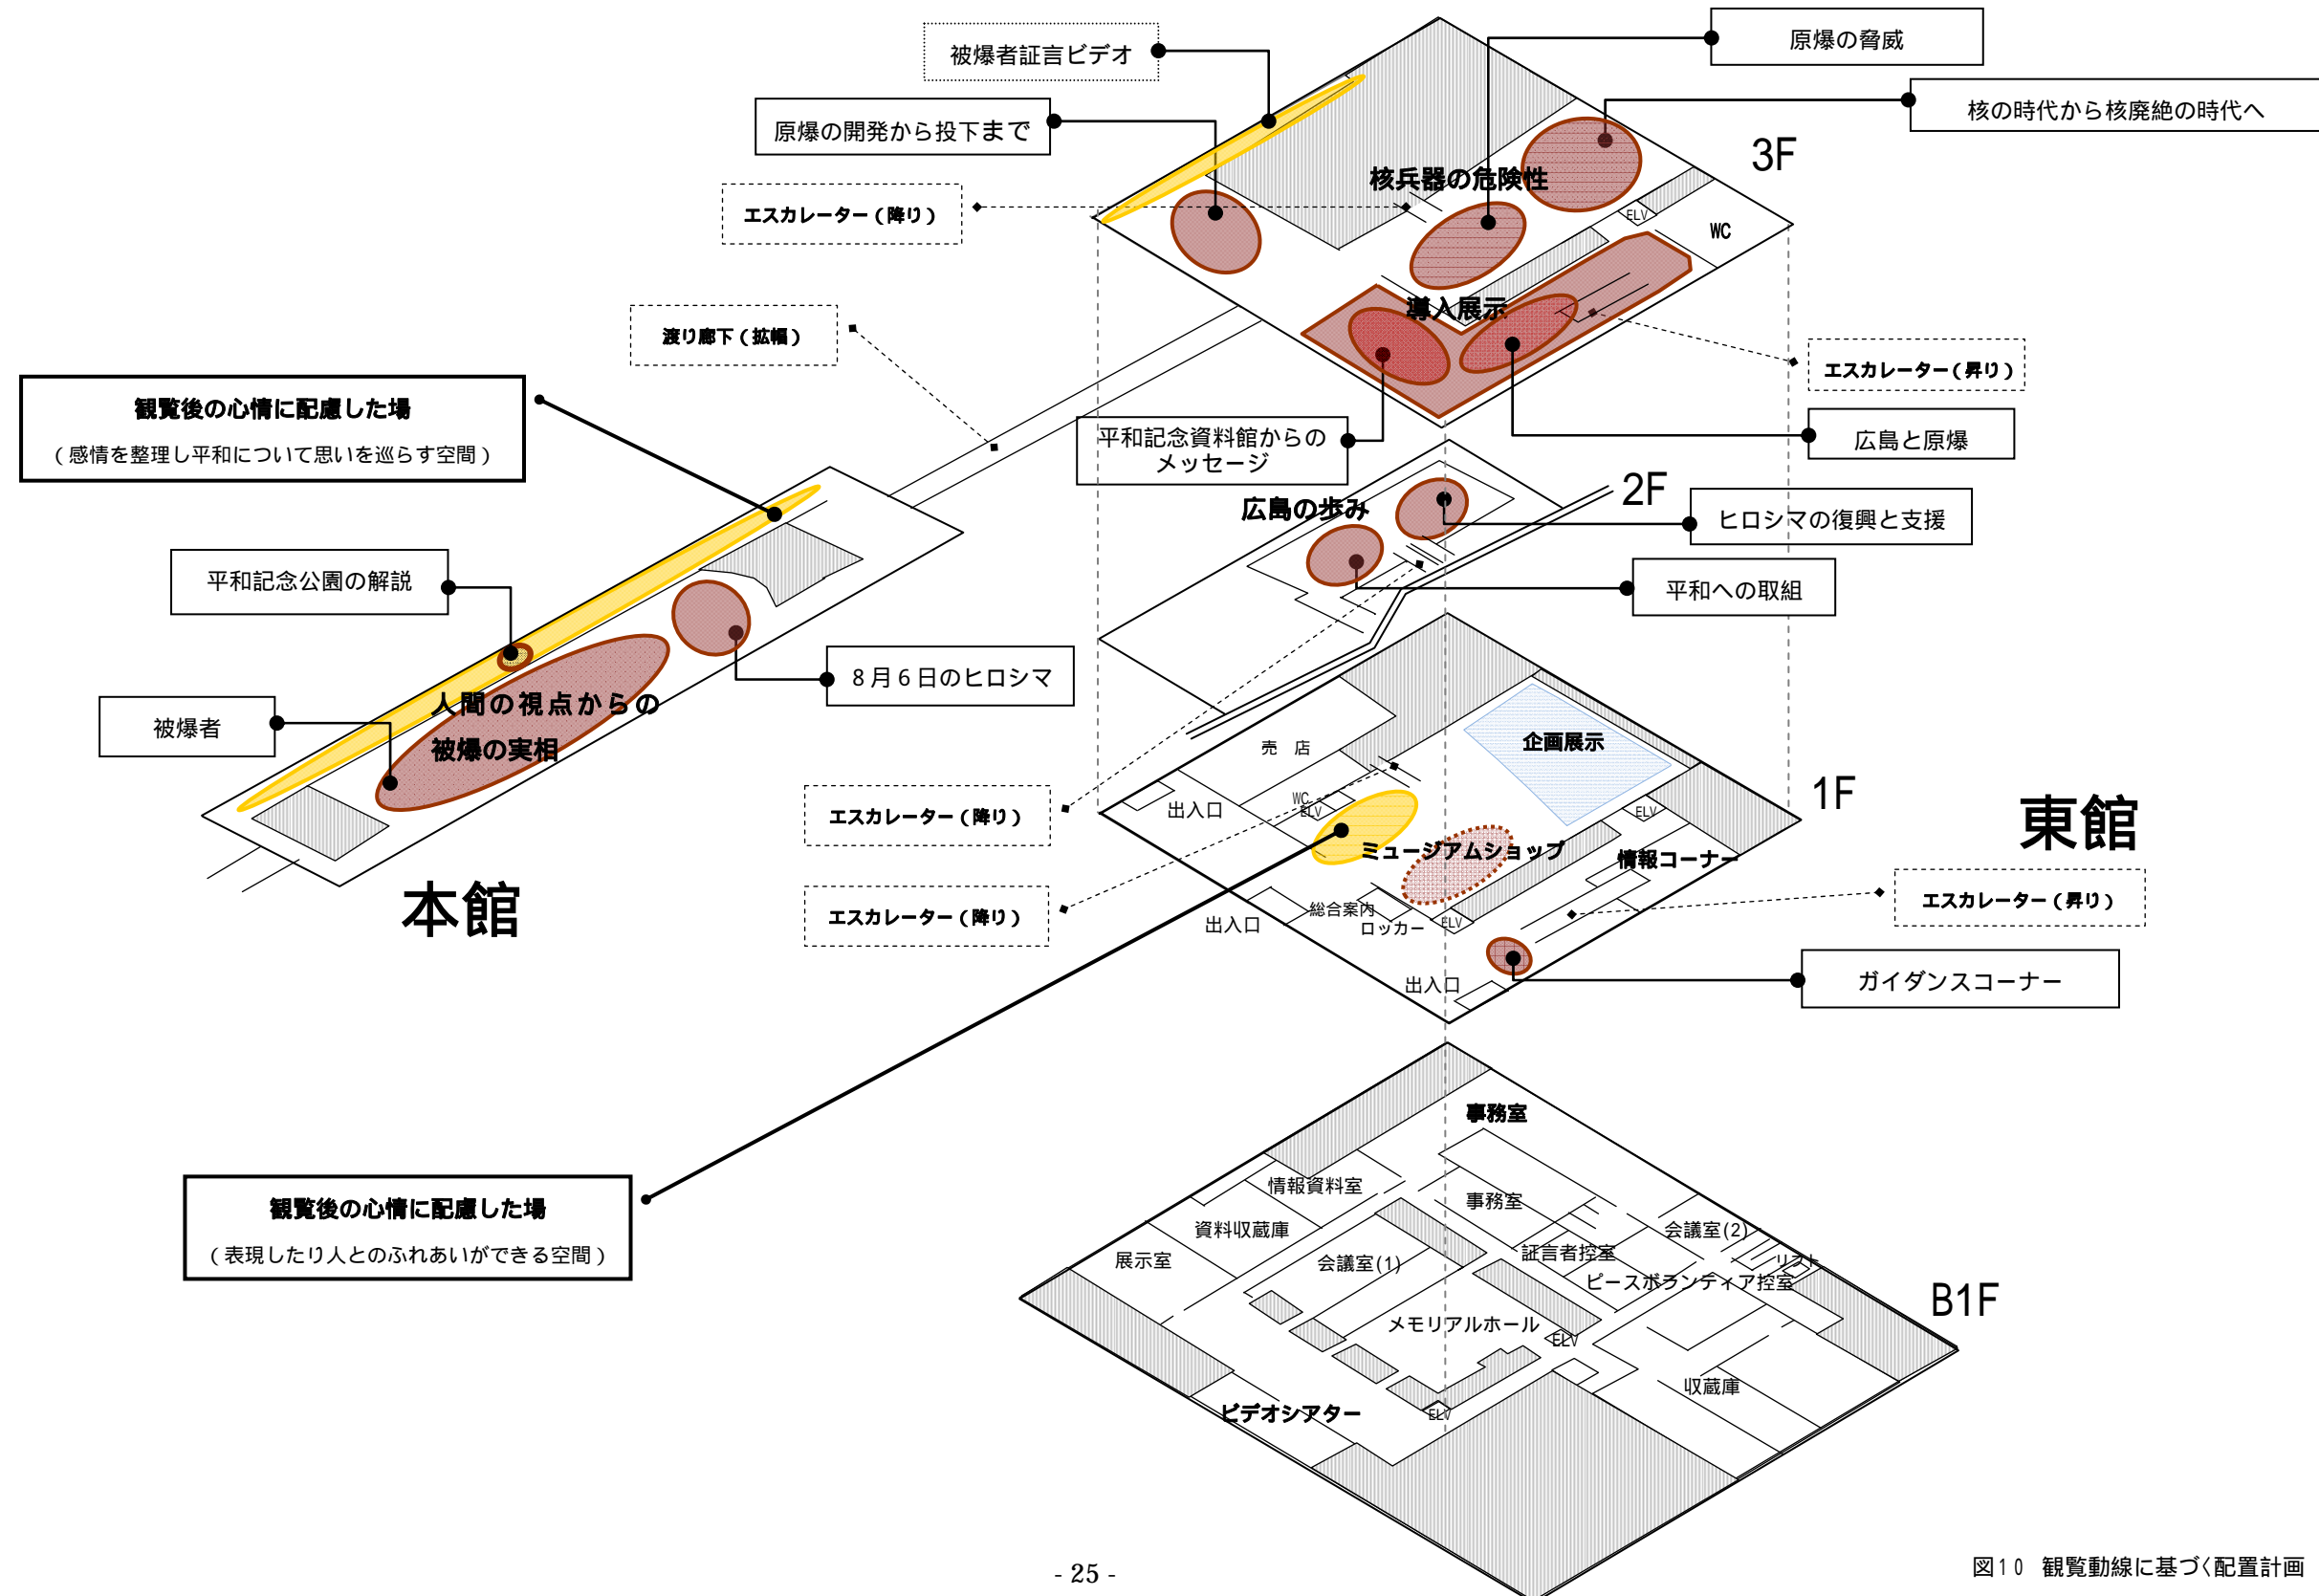 被爆者証言ビデオ
原爆の脅威
原爆の開発から投下まで
核の時代から核廃絶の時代へ
3F
核兵器の危険性
エスカレーター（降り）
ELV
WC
導入展示
渡り廊下（拡幅）
エスカレーター（昇り）
観覧後の心情に配慮した場
（感情を整理し平和について思いを巡らす空間）
平和記念資料館からの
メッセージ
広島と原爆
2F
広島の歩み
ヒロシマの復興と支援
平和記念公園の解説
平和への取組
8月6日のヒロシマ
人間の視点からの
被爆の実相
被爆者
売 店
企画展示
1F
出入口
WC
ELV
ELV
エスカレーター（降り）
東館
ミュージアムショップ
情報コーナー
本館
エスカレーター（降り）
エスカレーター（昇り）
総合案内
出入口
ロッカー
ELV
ガイダンスコーナー
出入口
事務室
情報資料室
事務室
観覧後の心情に配慮した場
（表現したり人とのふれあいができる空間）
資料収蔵庫
会議室(2)
展示室
会議室(1)
証言者控室
リフト
ピースボランティア控室
B1F
メモリアルホール
ELV
収蔵庫
ビデオシアター
ELV
- 25 -
図10 観覧動線に基づく配置計画